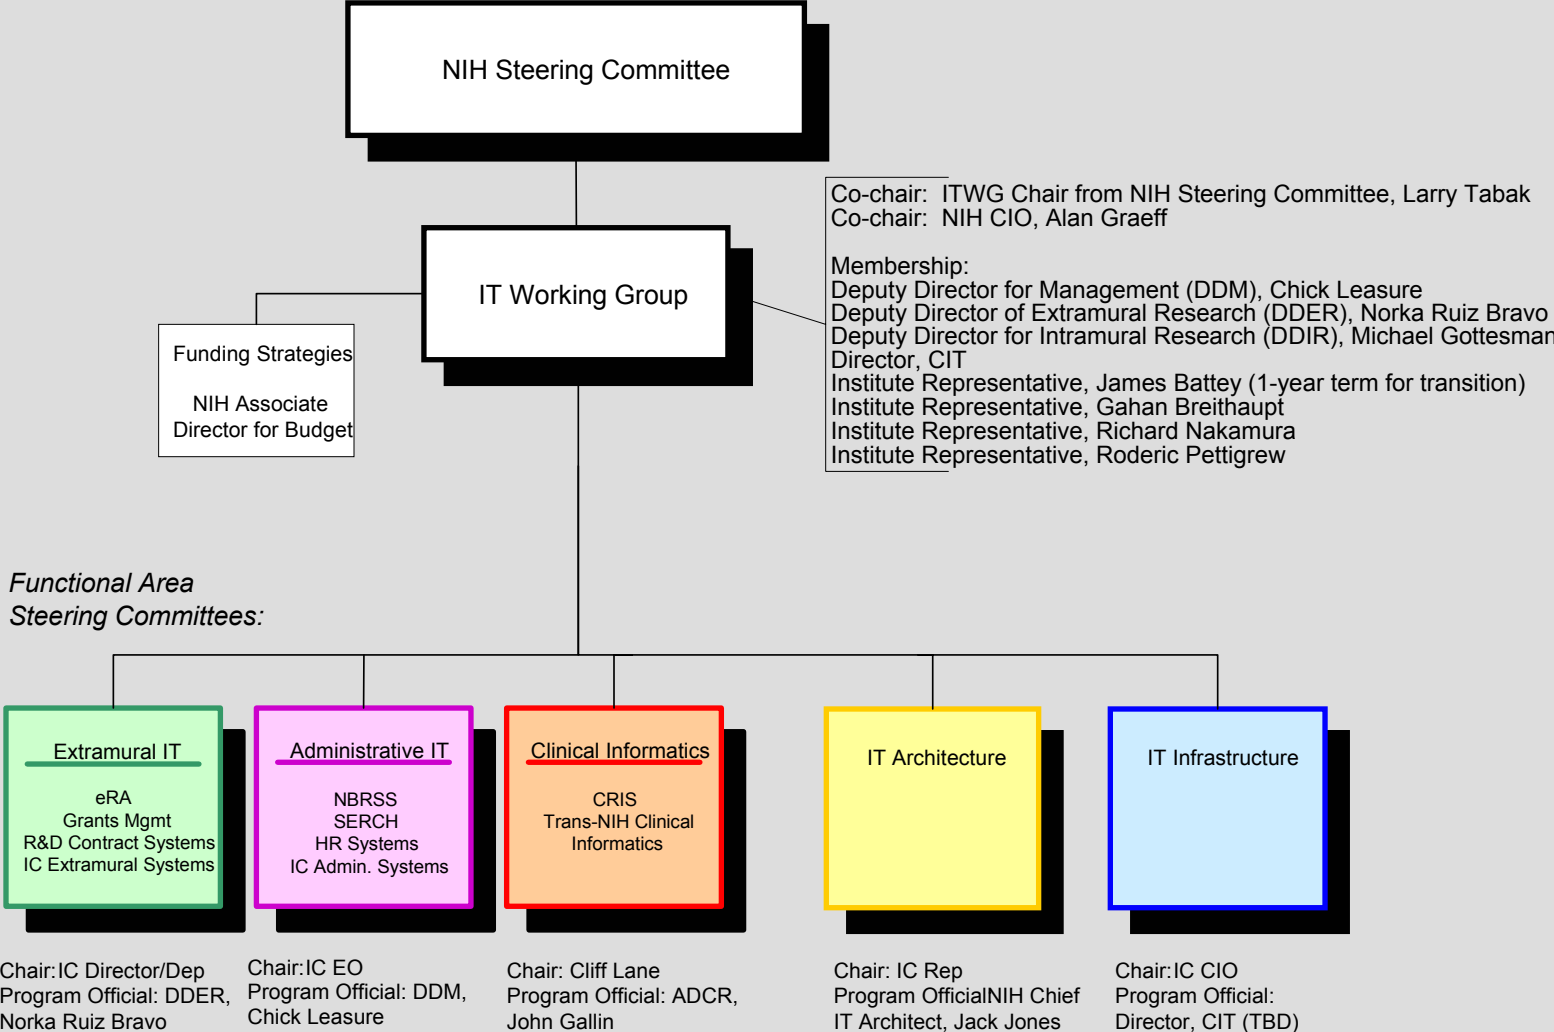 NIH Steering Committee
Co-chair: ITWG Chair from NIH Steering Committee, Larry Tabak
Co-chair: NIH CIO, Alan Graeff
Membership:
Deputy Director for Management (DDM), Chick Leasure
Deputy Director of Extramural Research (DDER), Norka Ruiz Bravo
Deputy Director for Intramural Research (DDIR), Michael Gottesman
Director, CIT
Institute Representative, James Battey (1-year term for transition)
Institute Representative, Gahan Breithaupt
Institute Representative, Richard Nakamura
Institute Representative, Roderic Pettigrew
IT Working Group
Funding Strategies
NIH Associate
Director for Budget
Functional Area
Steering Committees:
Extramural IT
eRA
Grants Mgmt
R&D Contract Systems
IC Extramural Systems
Administrative IT
NBRSS
SERCH
HR Systems
IC Admin. Systems
Clinical Informatics
CRIS
Trans-NIH Clinical
Informatics
IT Architecture
IT Infrastructure
Chair:IC Director/Dep
Program Official: DDER,
Norka Ruiz Bravo
Chair:IC EO
Program Official: DDM,
Chick Leasure
Chair: Cliff Lane
Program Official: ADCR,
John Gallin
Chair: IC Rep
Program OfficialNIH Chief
IT Architect, Jack Jones
Chair:IC CIO
Program Official:
Director, CIT (TBD)